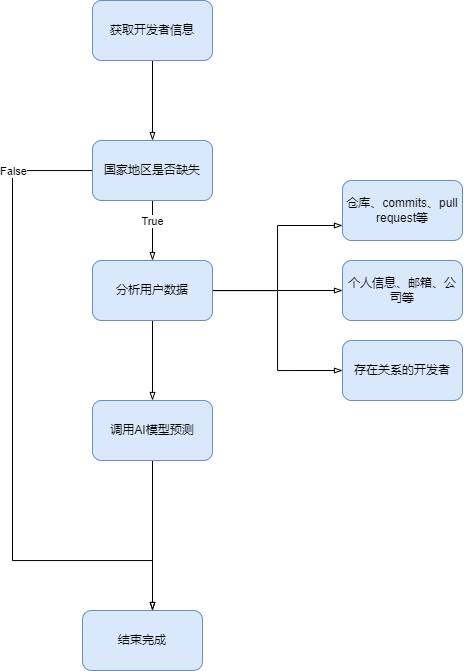 获取开发者信息
False
国家地区是否缺失
True
仓库、commits、pull
request等
分析用户数据
个人信息、邮箱、公
司等
存在关系的开发者
调用AI模型预测
结束完成